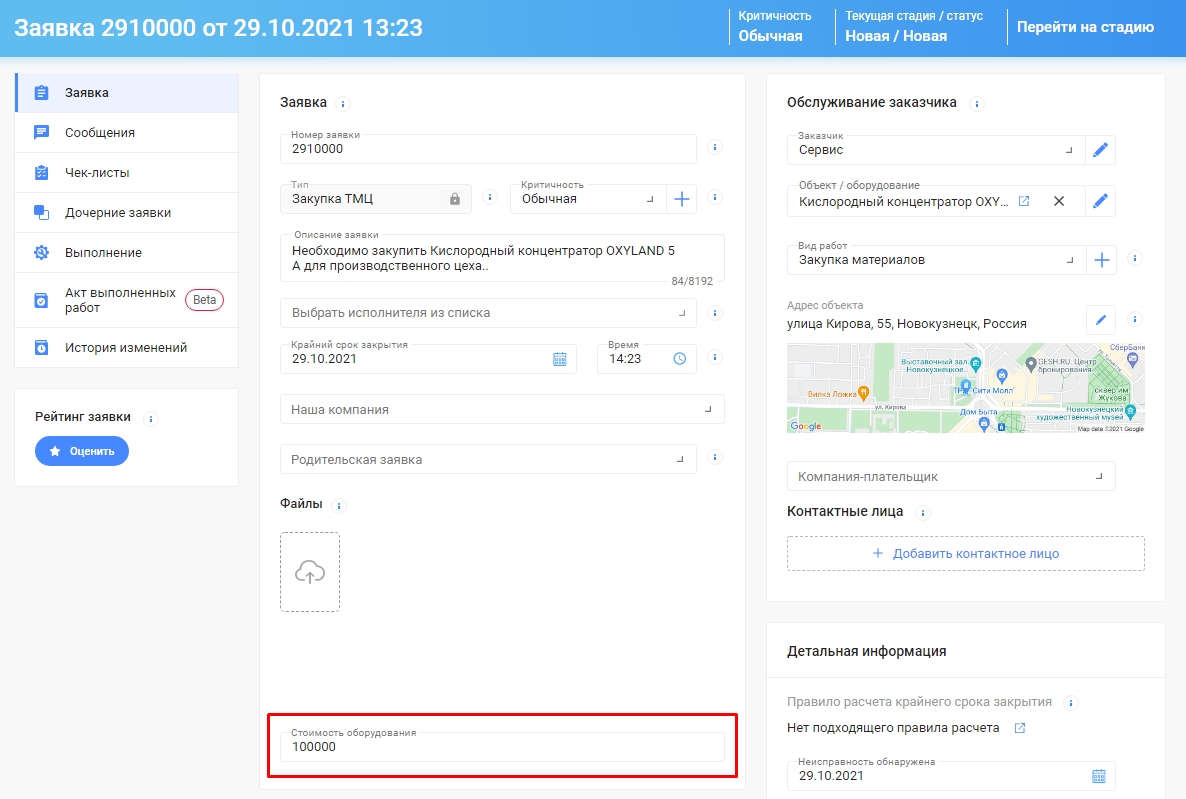 Заявка 2910000 от 29.10.2021 13:23
Критичность
Обычная
Текущая стадия / статус
Новая / Новая
Перейти на стадию
Заявка
Сообщения
Чек-листы
Дочерние заявки
Выполнение
Акт выполненных
работ
Beta
История изменений
Рейтинг заявки
Оценить
Заявка
Номер заявки
2910000
Тип
Закупка ТМЦ
Критичность
Обычная
Описание заявки
Необходимо закупить Кислородный концентратор OXYLAND 5
А для производственного цеха..
84/8192
Выбрать исполнителя из списка
Крайний срок закрытия
29.10.2021
Время
14:23
Наша компания
Родительская заявка
Файлы
Стоимость оборудования
100000
Обслуживание заказчика
Заказчик
Сервис
Объект / оборудование
Кислородный концентратор OXY...
Вид работ
Закупка материалов
Адрес объекта
улица Кирова, 55, Новокузнецк, Россия
СберБанк
Выставочный зал
Новокузнецкое...
GESH.RU. Центр
бронирования...
ТРК "Сити Молл"
Вилка Ложка
сквер им
Жукова
ул. Кирова
Дом Быта
Новокузнецкий
художественный музей
Google
Map data ©2021 Google
Компания-плательщик
Контактные лица
Добавить контактное лицо
Детальная информация
Правило расчета крайнего срока закрытия
Нет подходящего правила расчета
Неисправность обнаружена
29.10.2021